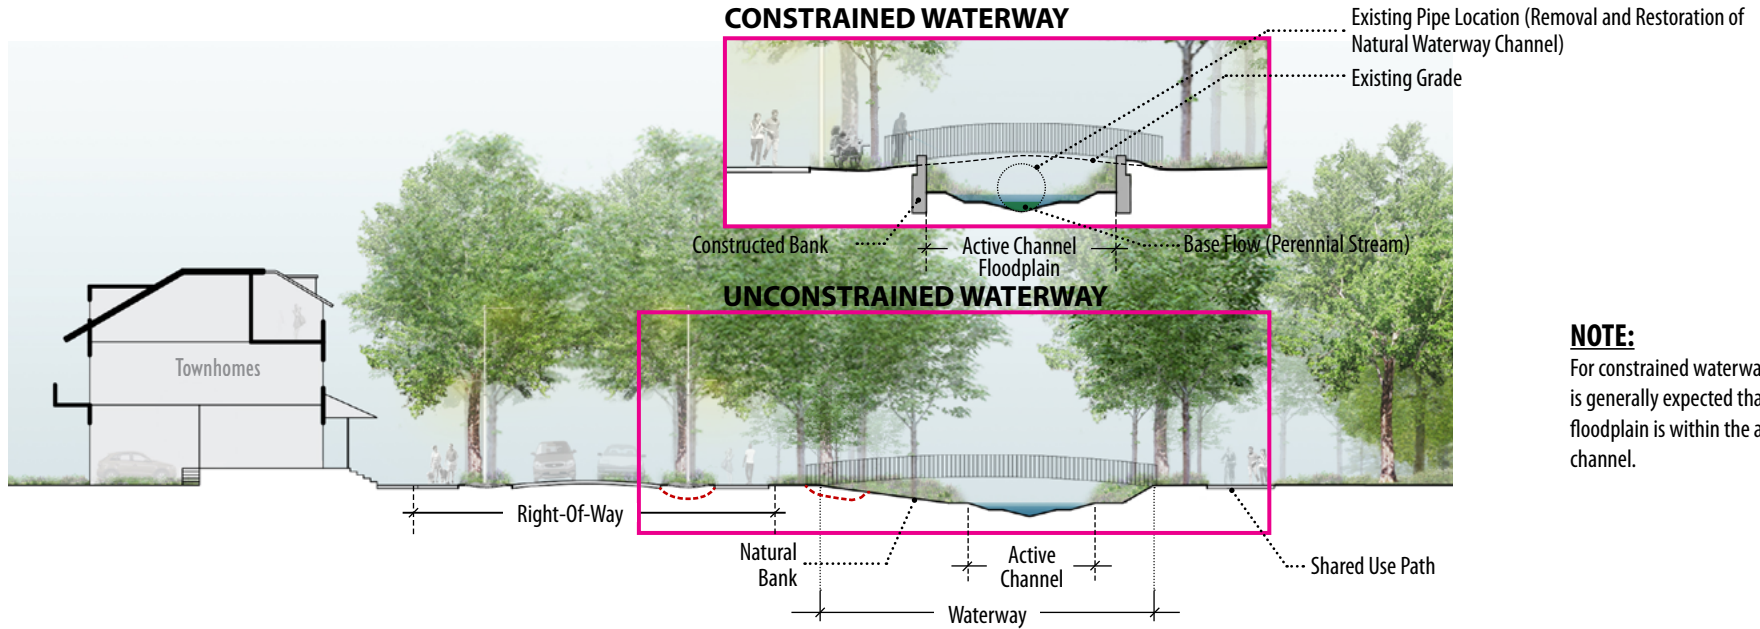 CONSTRAINED WATERWAY
Existing Pipe Location (Removal and Restoration of
Natural Waterway Channel)
Existing Grade
Constructed Bank
Active Channel
Floodplain
Base Flow (Perennial Stream)
UNCONSTRAINED WATERWAY
Townhomes
NOTE:
For constrained
is generally expected
floodplain is within the
channel.
Right-Of-Way
Natural
Bank
Active
Channel
Shared Use Path
Waterway